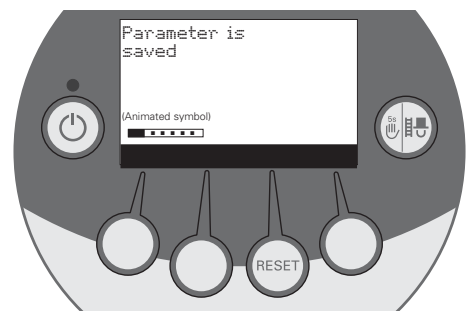 Parameter is
saved
(Animated symbol)
5s
RESET